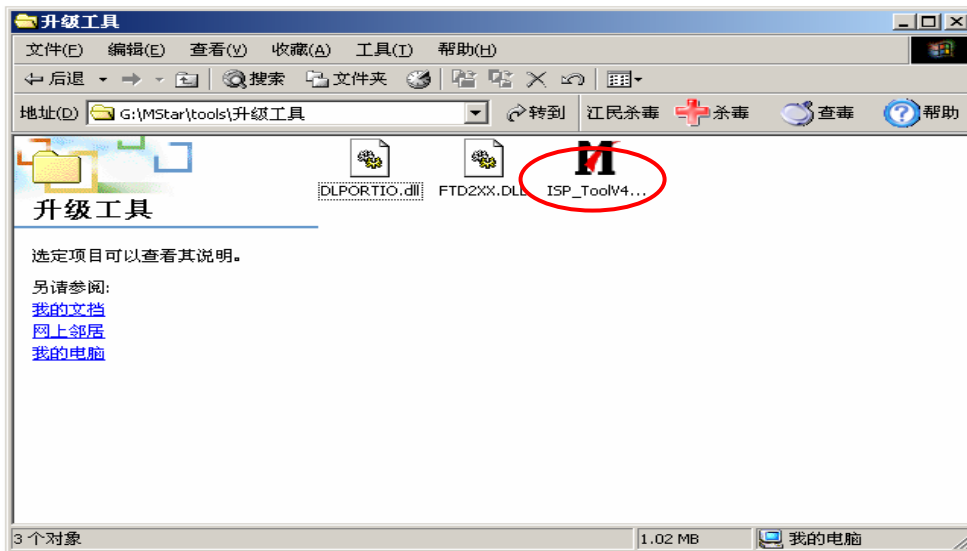 升级工具
文件(F) 编辑(E) 查看(V) 收藏(A) 工具(T) 帮助(H)
后退 搜索 文件夹
地址(D) G:\MStar\tools\升级工具 转到 江民杀毒 杀毒 查毒 帮助
DLPORTIO.dll FTD2XX.DLL ISP_ToolV4...
升级工具
选定项目可以查看其说明。
另请参阅:
我的文档
网上邻居
我的电脑
3 个对象 1.02 MB 我的电脑